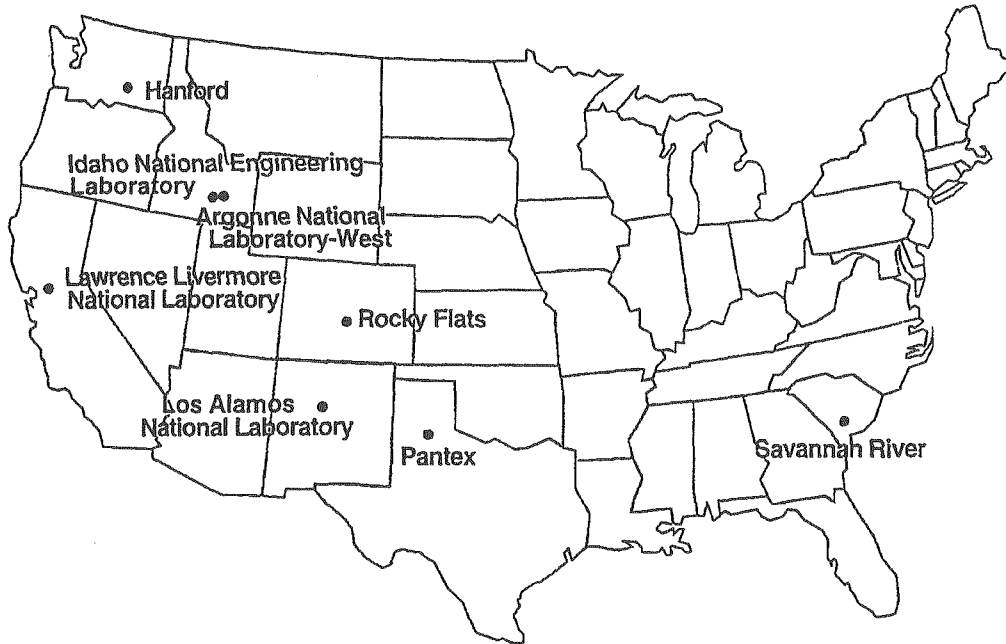 Hanford
Idaho National Engineering
Laboratory
Argonne National
Laboratory-West
Lawrence Livermore
National Laboratory
Rocky Flats
Los Alamos
National Laboratory
Pantex
Savannah River